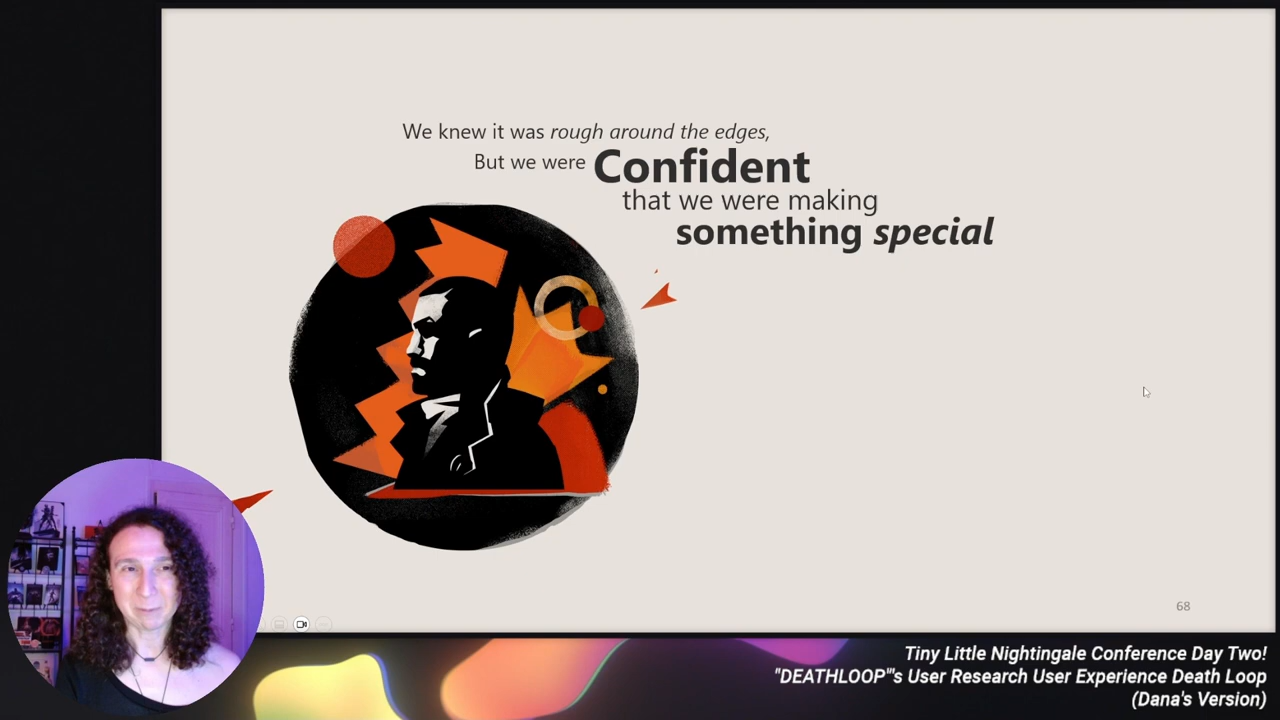 We knew it was rough around the edges,
But we were Confident
that we were making
something special
68
Tiny Little Nightingale Conference Day Two!
"DEATHLOOP"'s User Research User Experience Death Loop
(Dana's Version)